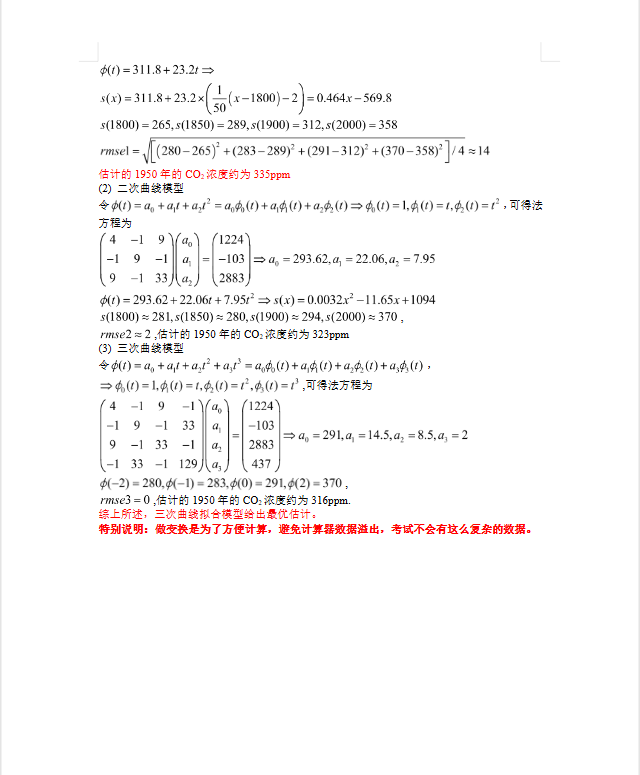 ϕ(t) = 311.8 + 23.2t ⇒
s(x) = 311.8 + 23.2 × (1/50 (x − 1800) − 2) = 0.464x − 569.8
s(1800) = 265, s(1850) = 289, s(1900) = 312, s(2000) = 358
rmse1 = √[(280 − 265)² + (283 − 289)² + (291 − 312)² + (370 − 358)²] / 4 ≈ 14
估计的 1950 年的 CO₂ 浓度约为 335ppm
(2) 二次曲线模型
令 ϕ(t) = a₀ + a₁t + a₂t² = a₀ϕ₀(t) + a₁ϕ₁(t) + a₂ϕ₂(t) ⇒ ϕ₀(t) = 1, ϕ₁(t) = t, ϕ₂(t) = t²，可得法
方程为
( 4 −1 9 ) ( a₀ ) ( 1224 )
( −1 9 −1 ) ( a₁ ) = ( −103 ) ⇒ a₀ = 293.62, a₁ = 22.06, a₂ = 7.95
( 9 −1 33 ) ( a₂ ) ( 2883 )
ϕ(t) = 293.62 + 22.06t + 7.95t² ⇒ s(x) = 0.0032x² − 11.65x + 1094
s(1800) ≈ 281, s(1850) ≈ 280, s(1900) ≈ 294, s(2000) ≈ 370，
rmse2 ≈ 2 ,估计的 1950 年的 CO₂ 浓度约为 323ppm
(3) 三次曲线模型
令 ϕ(t) = a₀ + a₁t + a₂t² + a₃t³ = a₀ϕ₀(t) + a₁ϕ₁(t) + a₂ϕ₂(t) + a₃ϕ₃(t)，
⇒ ϕ₀(t) = 1, ϕ₁(t) = t, ϕ₂(t) = t², ϕ₃(t) = t³ ,可得法方程为
( 4 −1 9 −1 ) ( a₀ ) ( 1224 )
( −1 9 −1 33 ) ( a₁ ) = ( −103 ) ⇒ a₀ = 291, a₁ = 14.5, a₂ = 8.5, a₃ = 2
( 9 −1 33 −1 ) ( a₂ ) ( 2883 )
( −1 33 −1 129 ) ( a₃ ) ( 437 )
ϕ(−2) = 280, ϕ(−1) = 283, ϕ(0) = 291, ϕ(2) = 370，
rmse3 = 0 ,估计的 1950 年的 CO₂ 浓度约为 316ppm.
综上所述，三次曲线拟合模型给出最优估计。
特别说明：做变换是为了方便计算，避免计算器数据溢出，考试不会有这么复杂的数据。